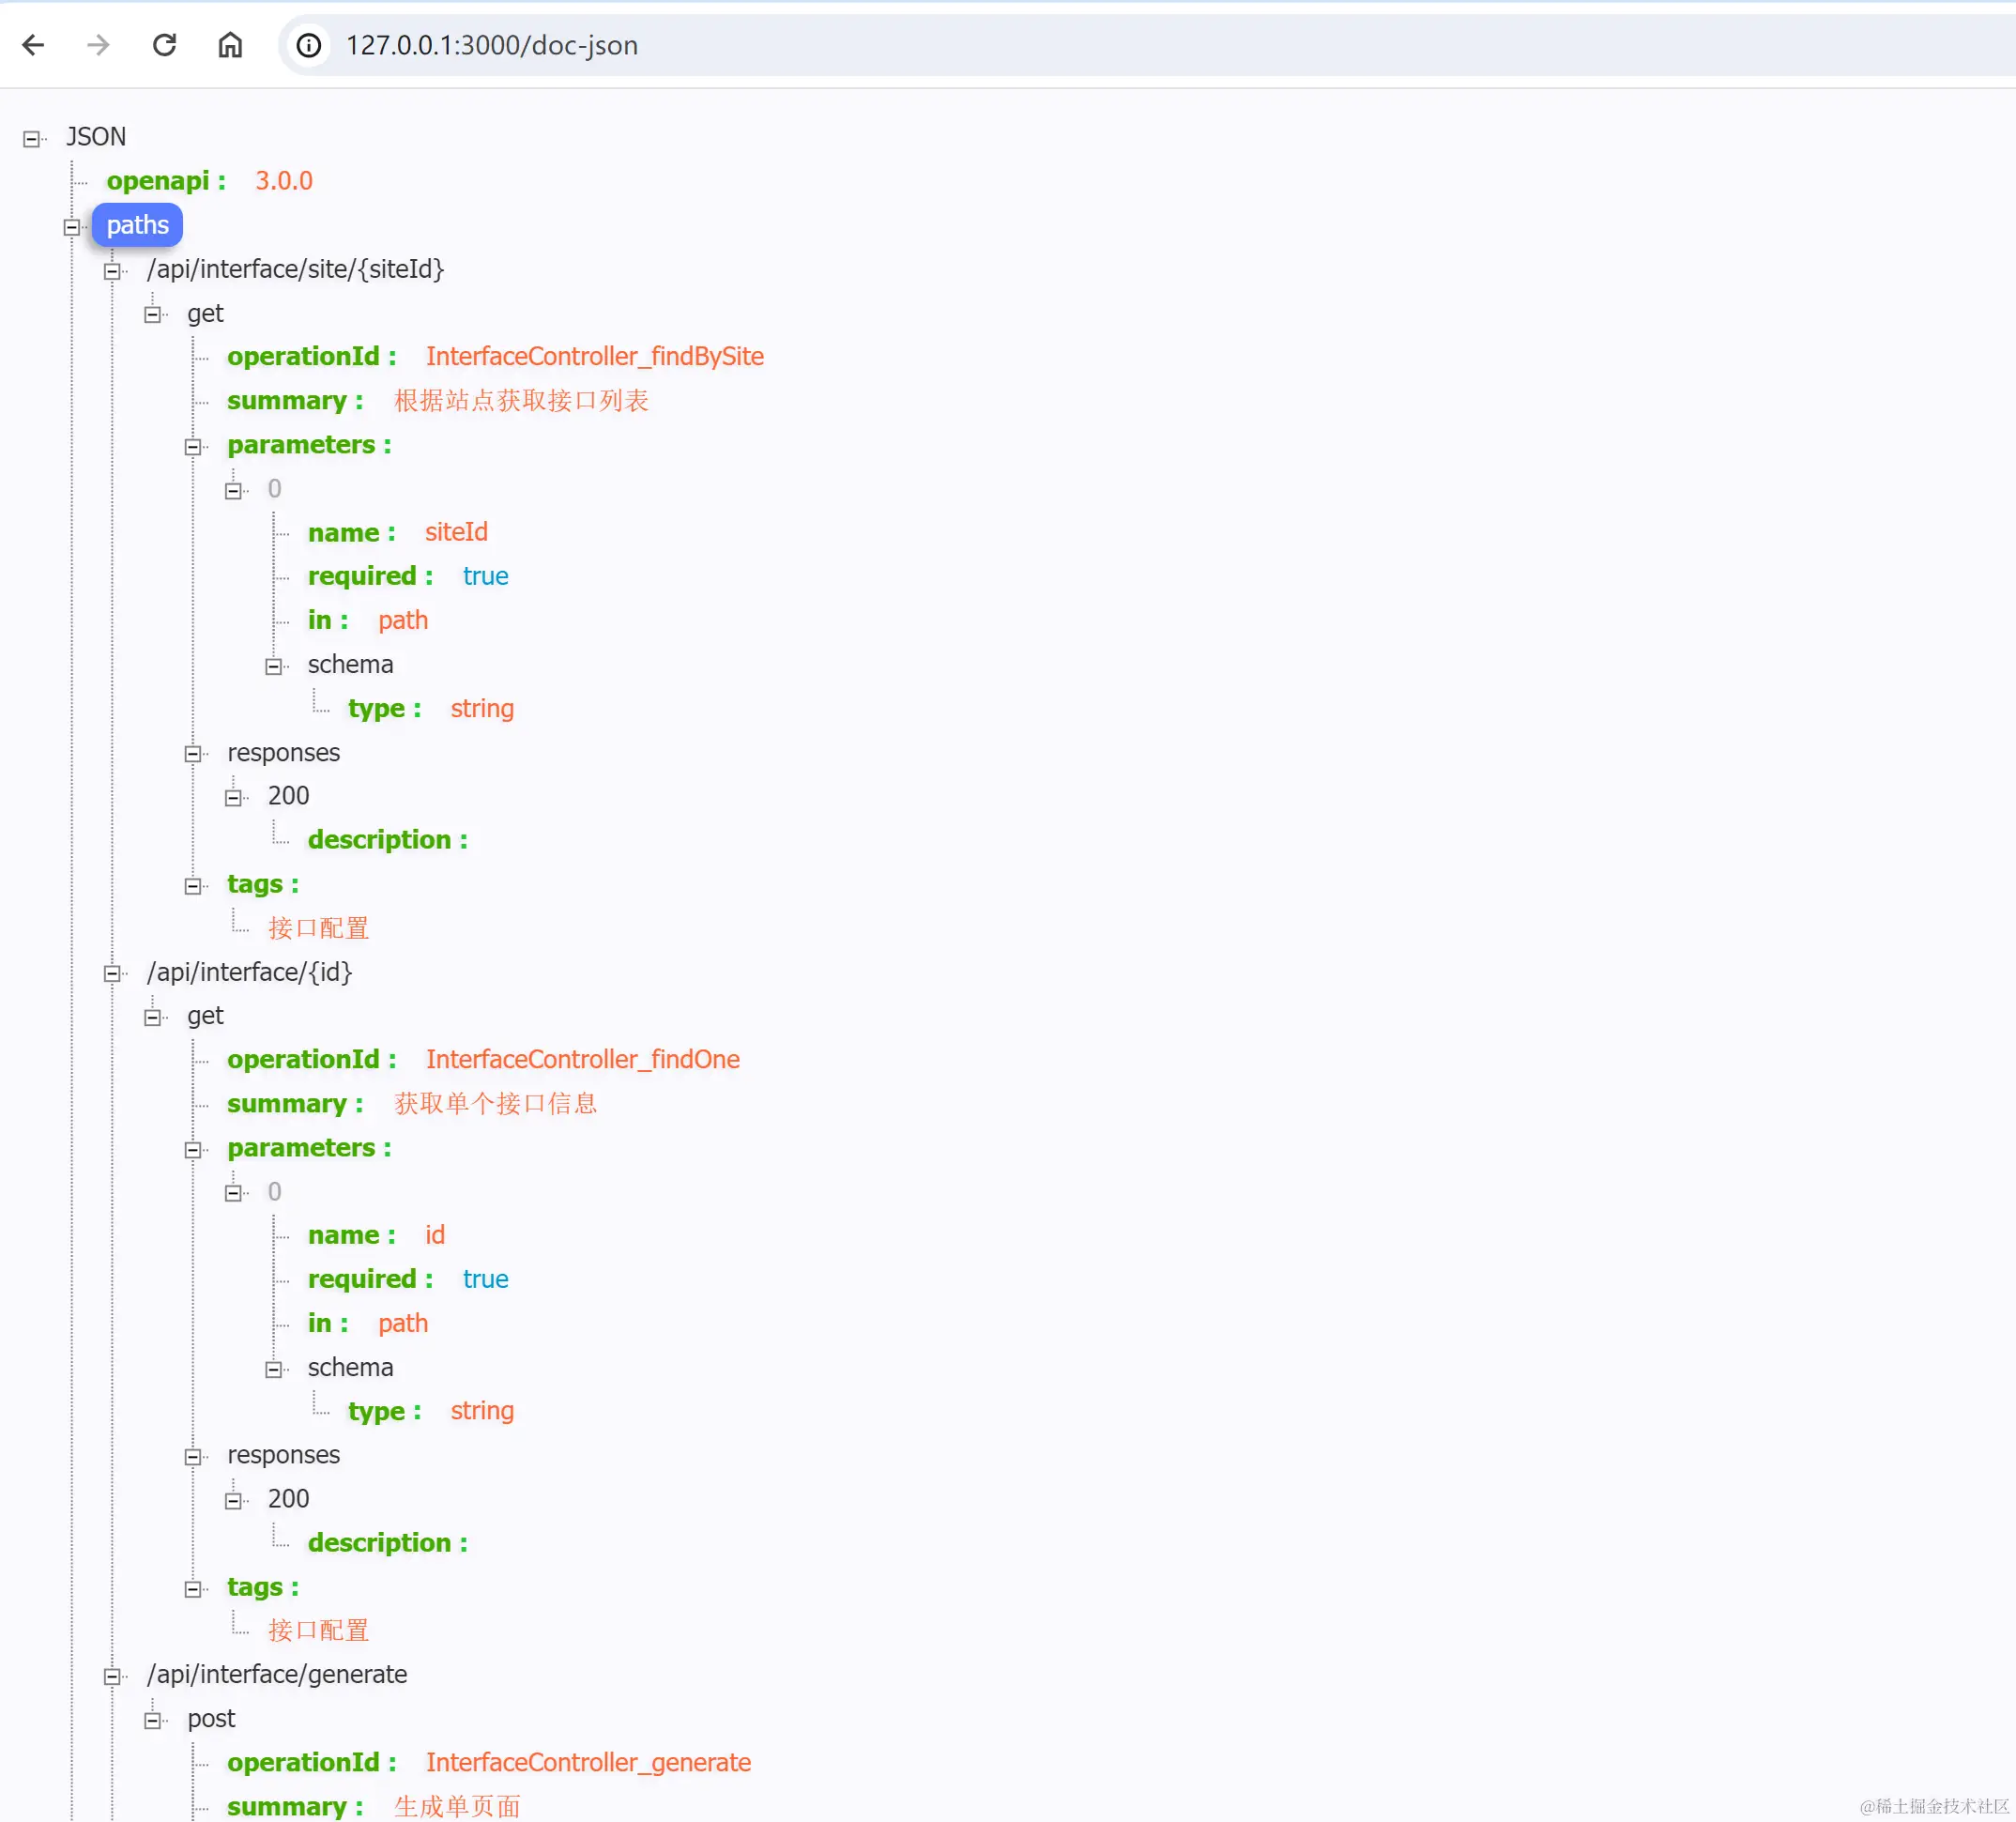 127.0.0.1:3000/doc-json
JSON
openapi : 3.0.0
paths
/api/interface/site/{siteId}
get
operationId : InterfaceController_findBySite
summary : 根据站点获取接口列表
parameters :
0
name : siteId
required : true
in : path
schema
type : string
responses
200
description :
tags :
接口配置
/api/interface/{id}
get
operationId : InterfaceController_findOne
summary : 获取单个接口信息
parameters :
0
name : id
required : true
in : path
schema
type : string
responses
200
description :
tags :
接口配置
/api/interface/generate
post
operationId : InterfaceController_generate
summary : 生成单页面
@稀土掘金技术社区